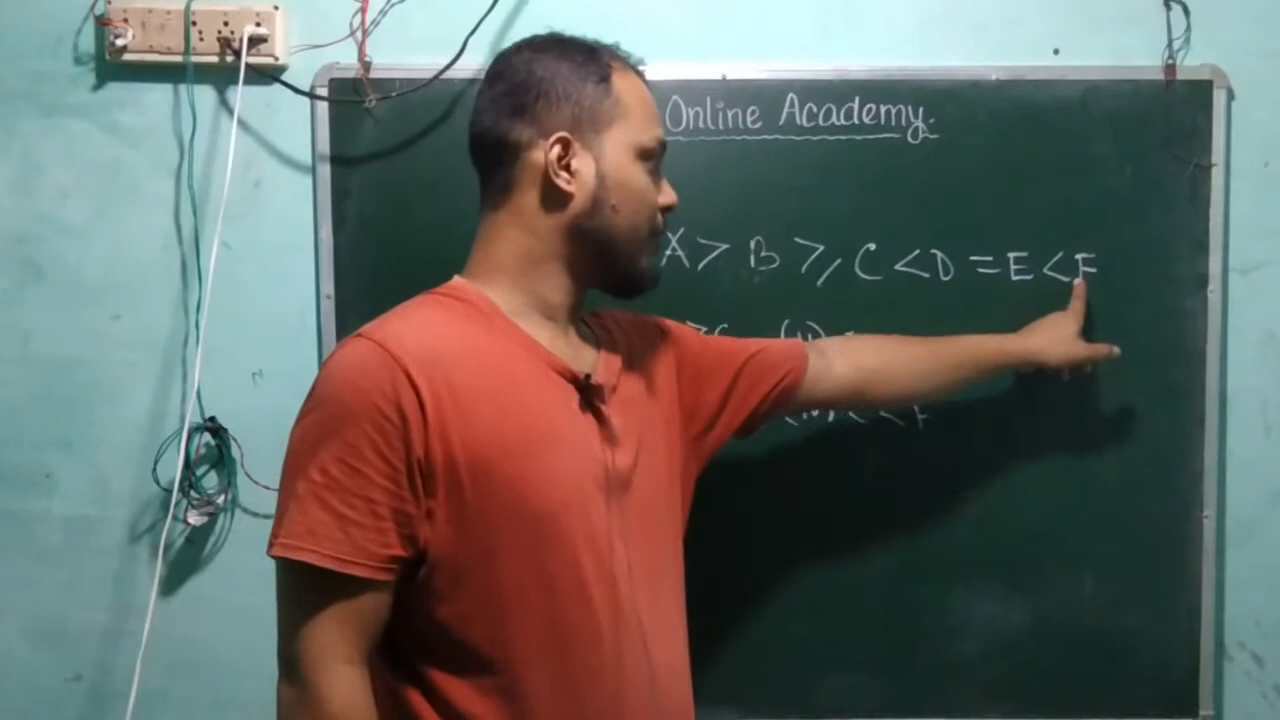 Online Academy.
A > B ≥ C < D = E < F
< F